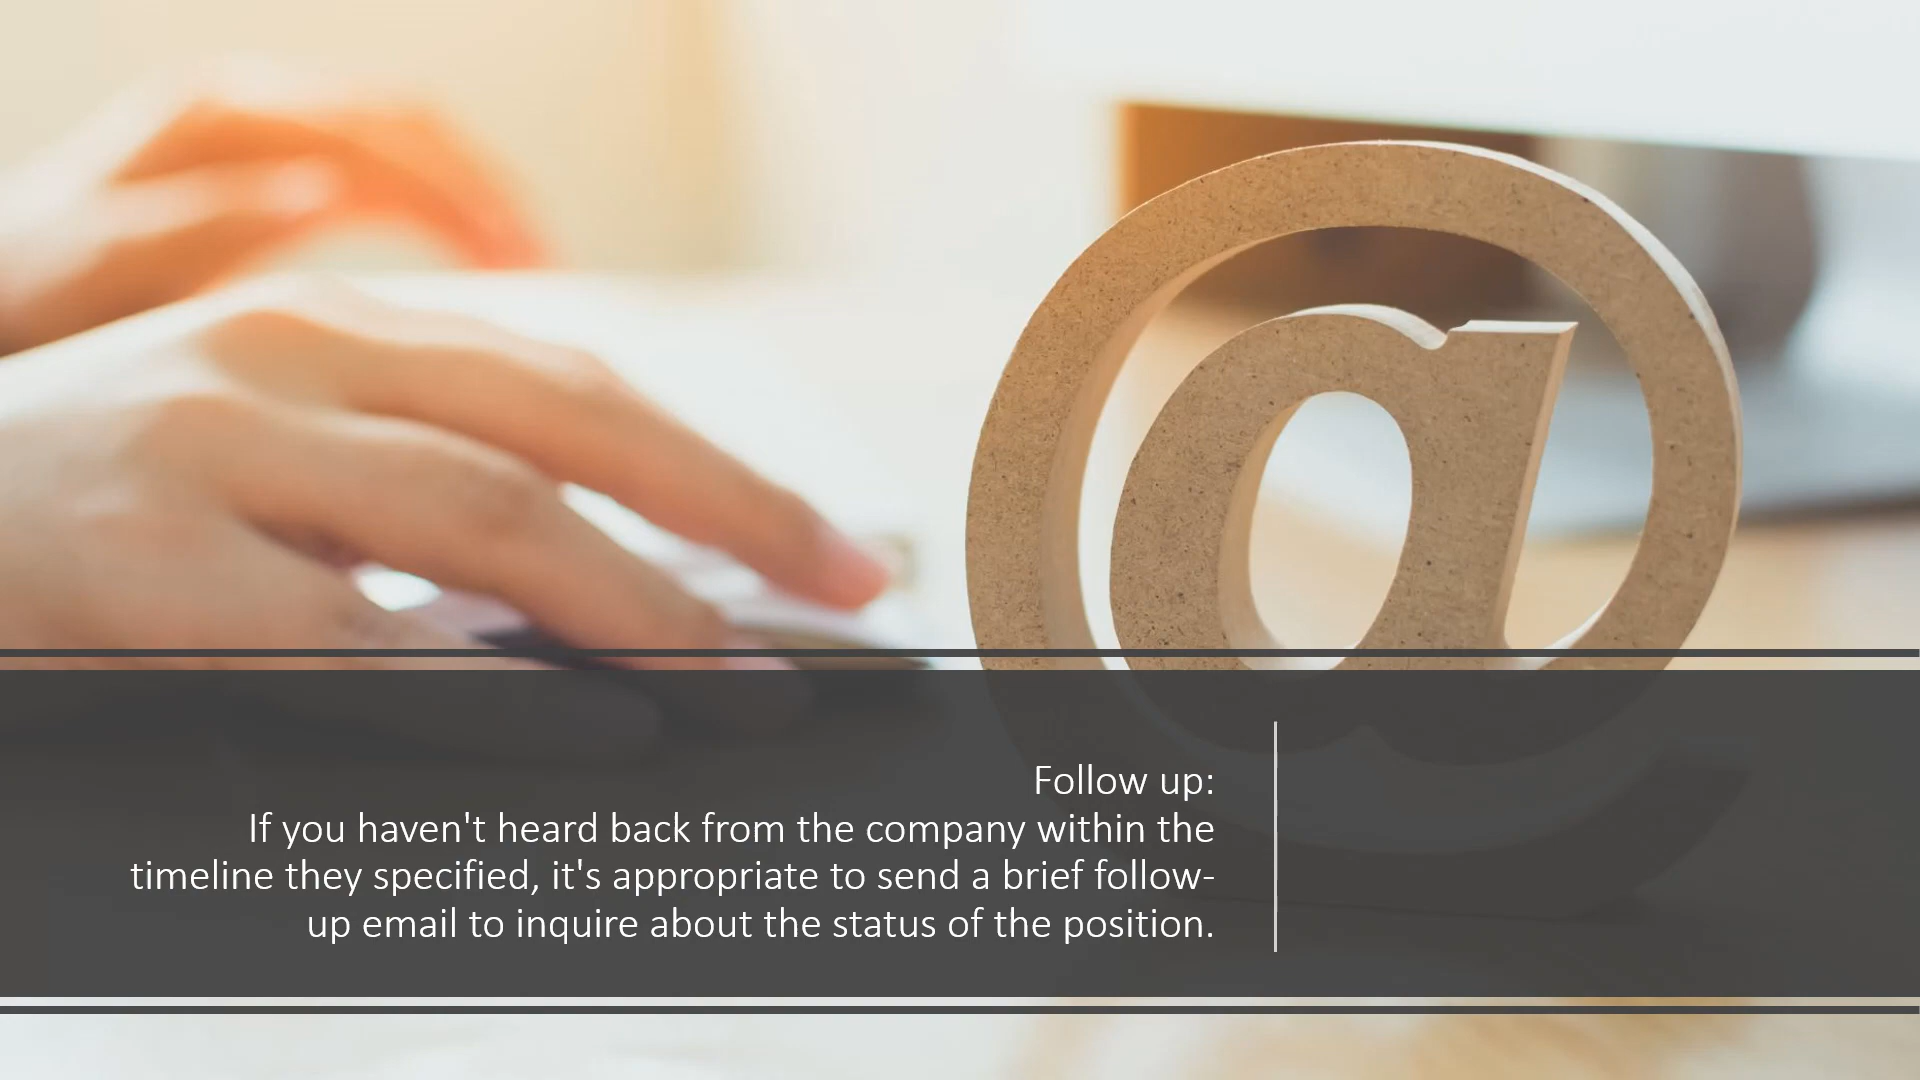 Follow up:
If you haven't heard back from the company within the
timeline they specified, it's appropriate to send a brief follow-
up email to inquire about the status of the position.
@